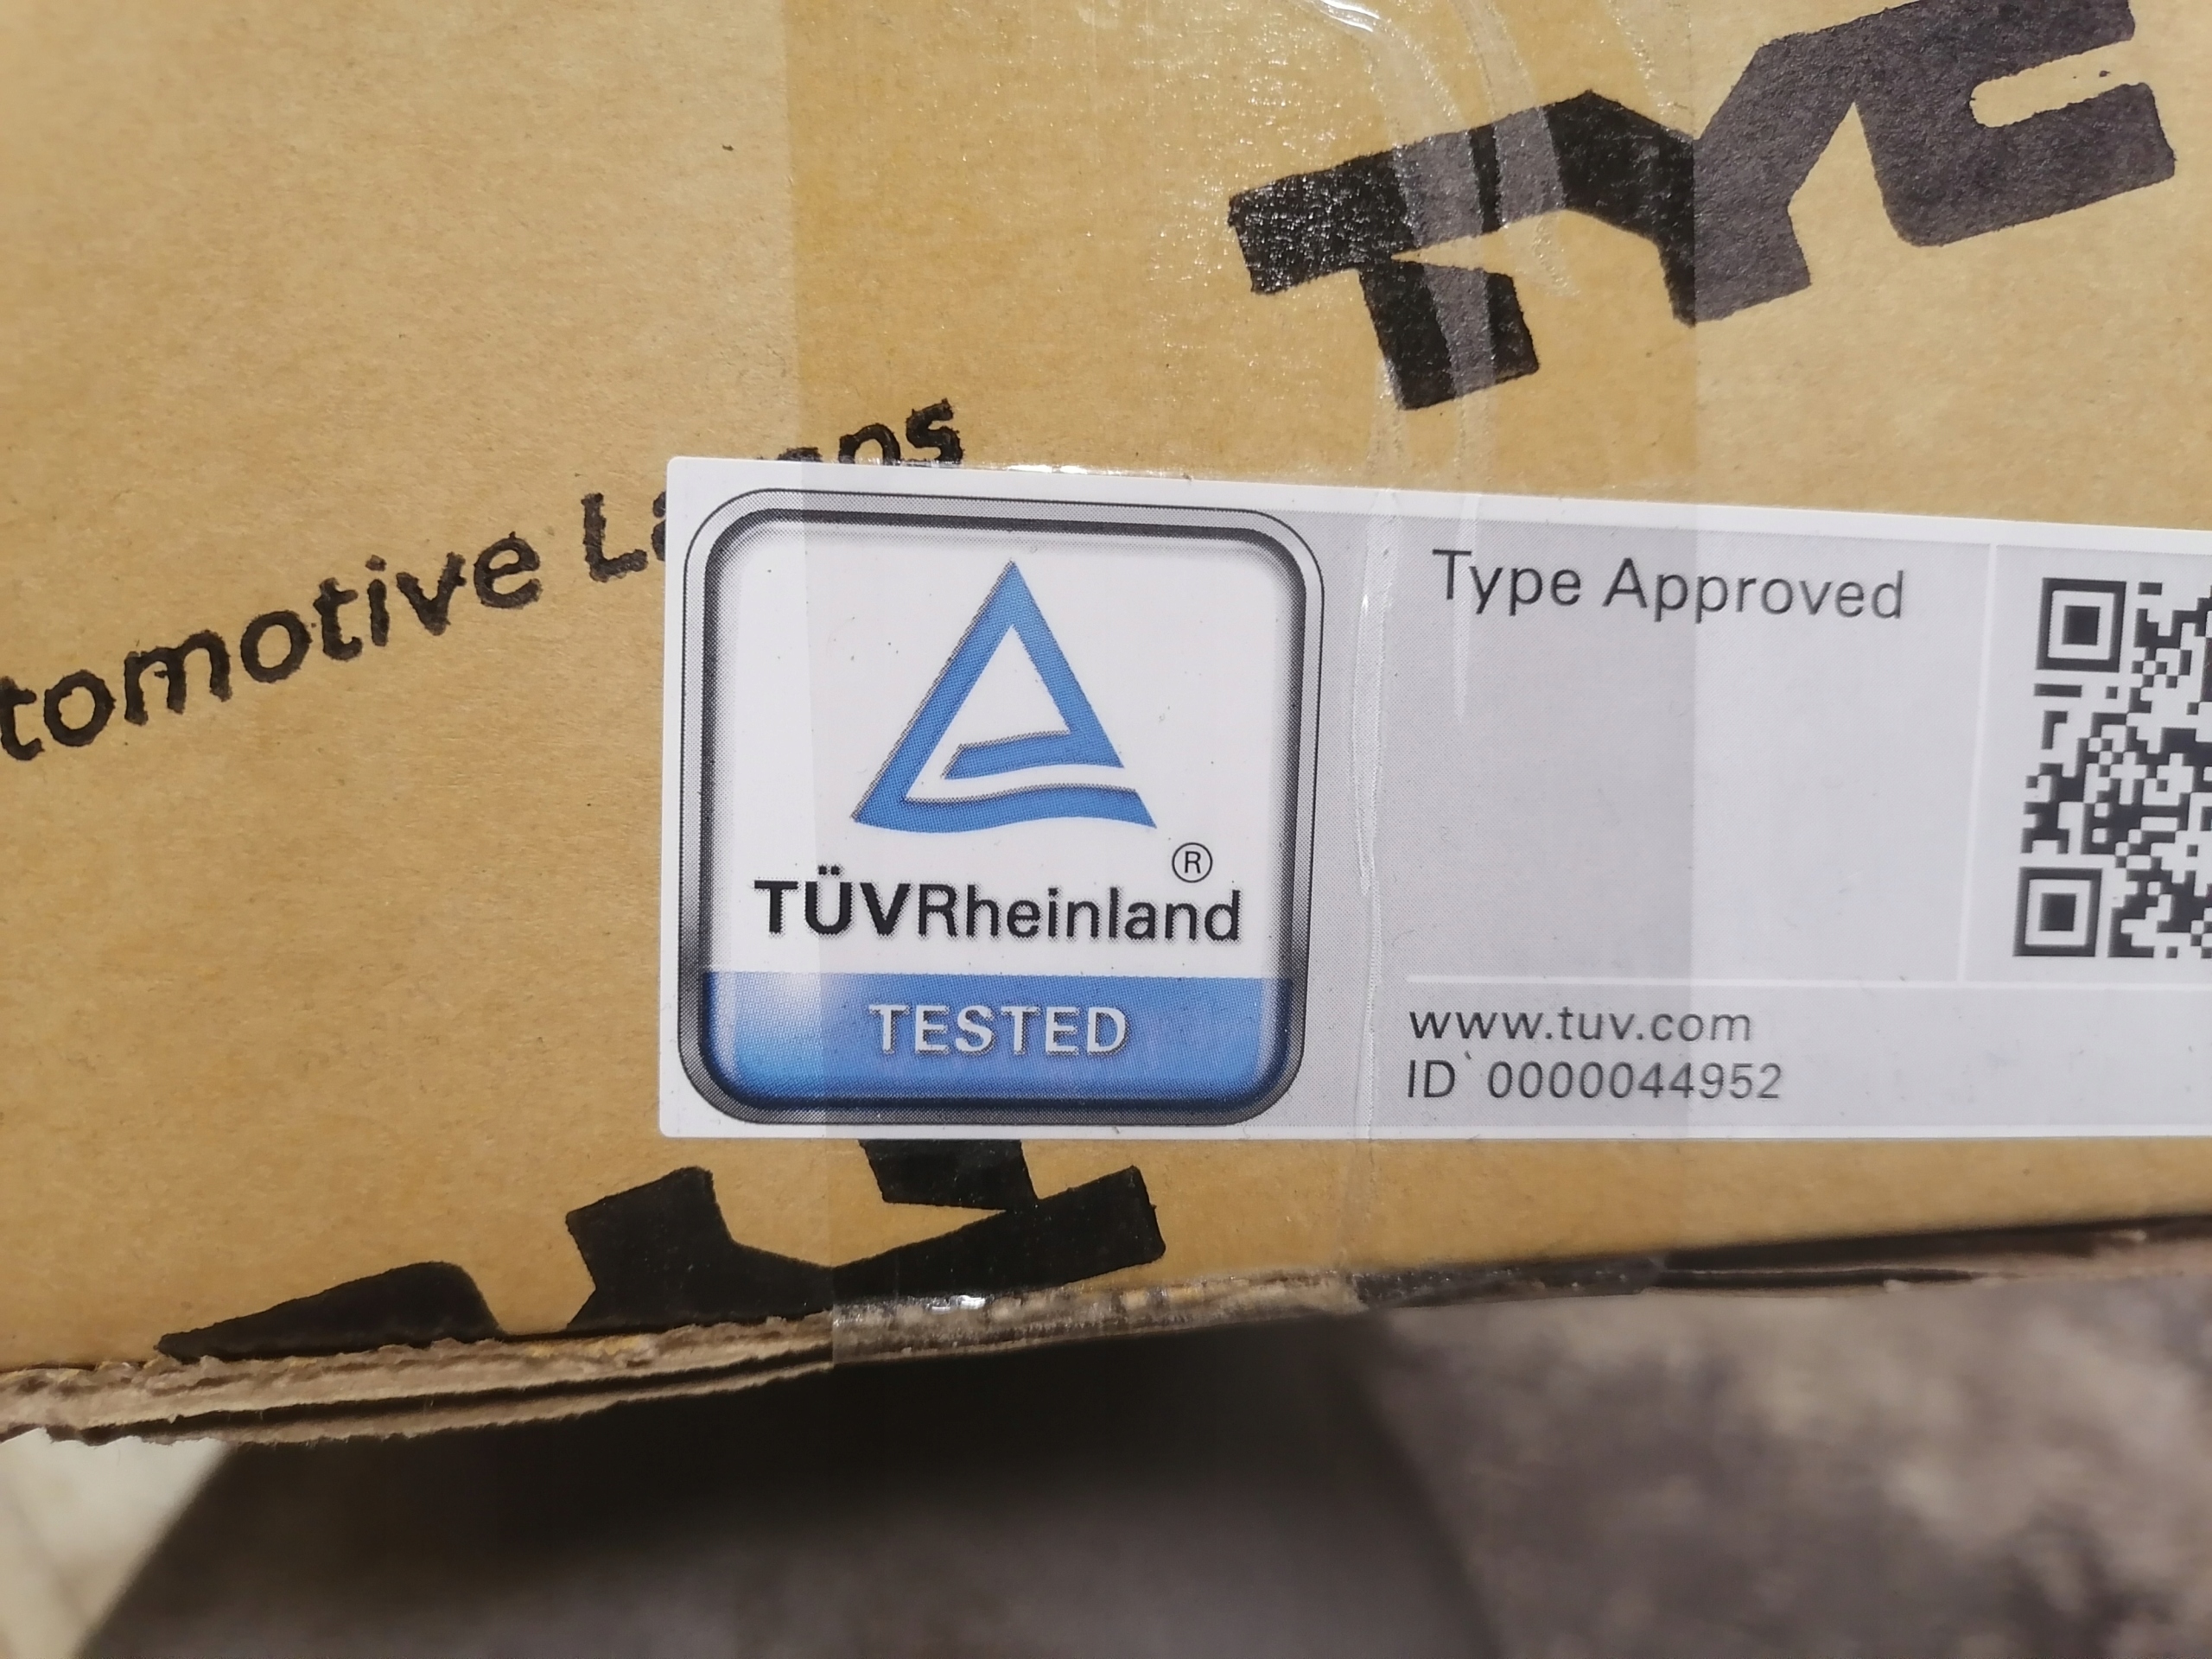 TYC
tomotive
TÜVRheinland
®
TESTED
Type Approved
www.tuv.com
ID 0000044952